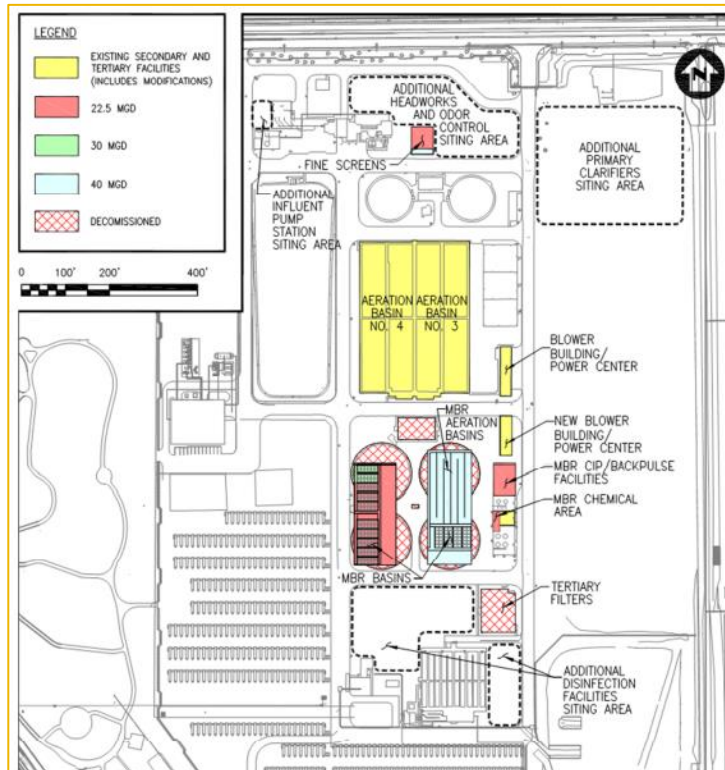 LEGEND
EXISTING SECONDARY AND
TERTIARY FACILITIES
(INCLUDES MODIFICATIONS)
22.5 MGD
30 MGD
40 MGD
DECOMISSIONED
0 100' 200' 400'
N
ADDITIONAL
HEADWORKS
AND ODOR
CONTROL
SITING AREA
FINE SCREENS
ADDITIONAL
INFLUENT
PUMP
STATION
SITING AREA
ADDITIONAL
PRIMARY
CLARIFIERS
SITING AREA
AERATION
BASIN
NO. 4
AERATION
BASIN
NO. 3
BLOWER
BUILDING/
POWER CENTER
MBR
AERATION
BASINS
NEW BLOWER
BUILDING/
POWER CENTER
MBR CIP/BACKPULSE
FACILITIES
MBR CHEMICAL
AREA
MBR BASINS
TERTIARY
FILTERS
ADDITIONAL
DISINFECTION
FACILITIES
SITING AREA